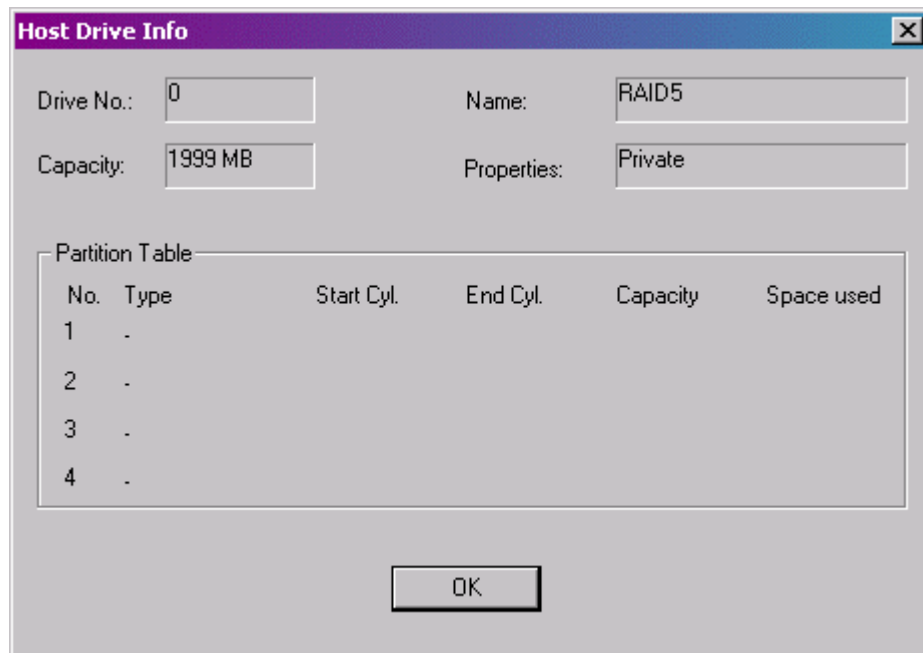 Host Drive Info
Drive No.: 0 Name: RAID5
Capacity: 1999 MB Properties: Private
Partition Table
No. Type Start Cyl. End Cyl. Capacity Space used
1 -
2 -
3 -
4 -
OK